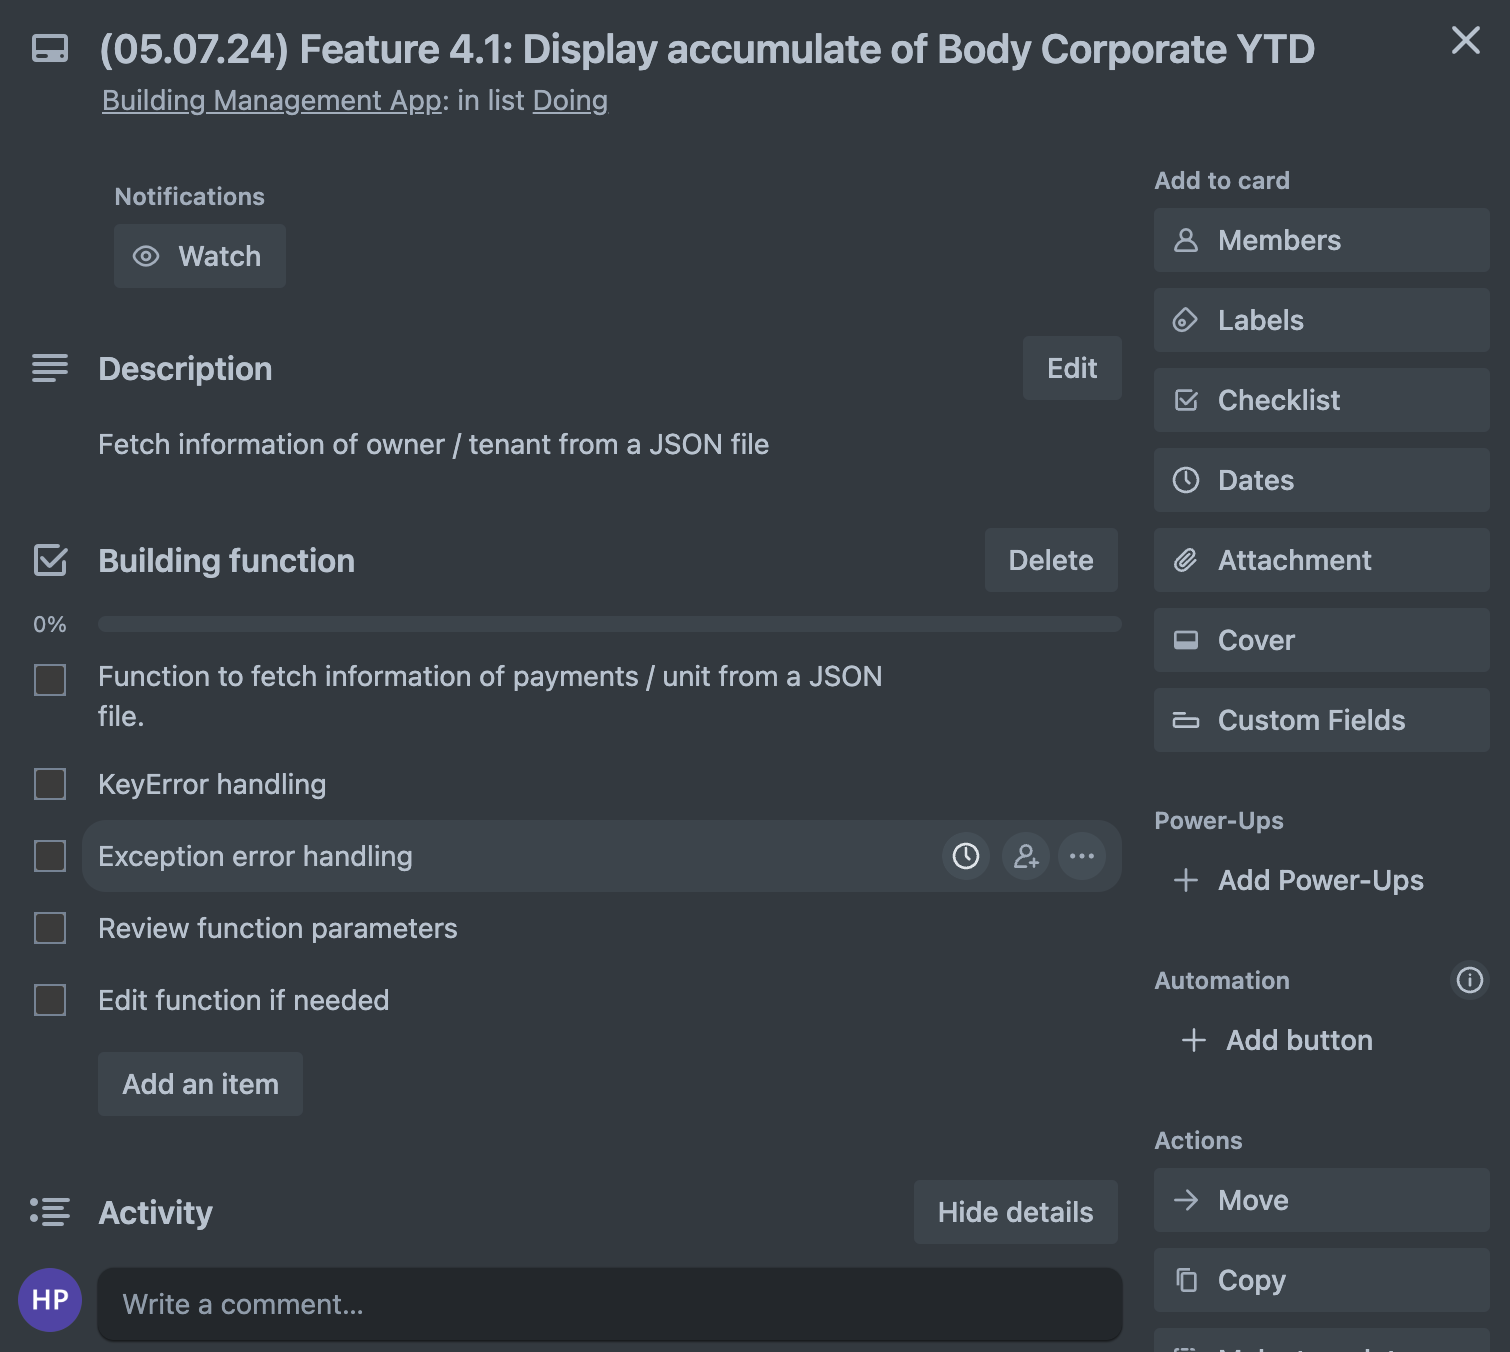 (05.07.24) Feature 4.1: Display accumulate of Body Corporate YTD
Building Management App: in list Doing
Notifications
Watch
Description
Edit
Fetch information of owner / tenant from a JSON file
Building function
Delete
0%
Function to fetch information of payments / unit from a JSON
file.
KeyError handling
Exception error handling
Review function parameters
Edit function if needed
Add an item
Activity
Hide details
HP
Write a comment...
Add to card
Members
Labels
Checklist
Dates
Attachment
Cover
Custom Fields
Power-Ups
Add Power-Ups
Automation
Add button
Actions
Move
Copy